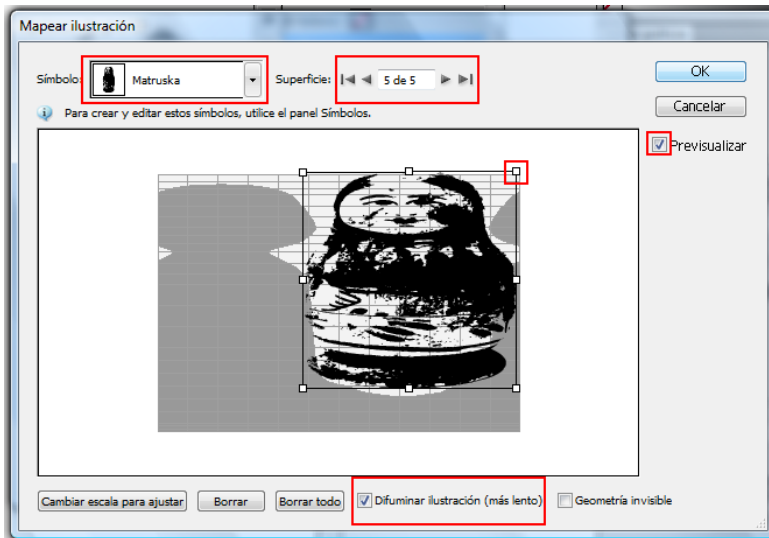 Mapear ilustración
Símbolo: Matruska Superficie: 5 de 5 OK
Para crear y editar estos símbolos, utilice el panel Símbolos. Cancelar
Previsualizar
Cambiar escala para ajustar Borrar Borrar todo Difuminar ilustración (más lento) Geometría invisible